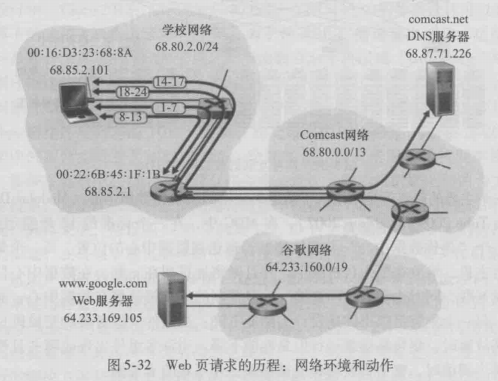 学校网络
68.80.2.0/24
comcast.net
DNS服务器
68.87.71.226
00:16:D3:23:68:8A
68.85.2.101
14-17
18-24
1-7
8-13
Comcast网络
68.80.0.0/13
00:22:6B:45:1F:1B
68.85.2.1
谷歌网络
64.233.160.0/19
www.google.com
Web服务器
64.233.169.105
图 5-32 Web 页请求的历程：网络环境和动作